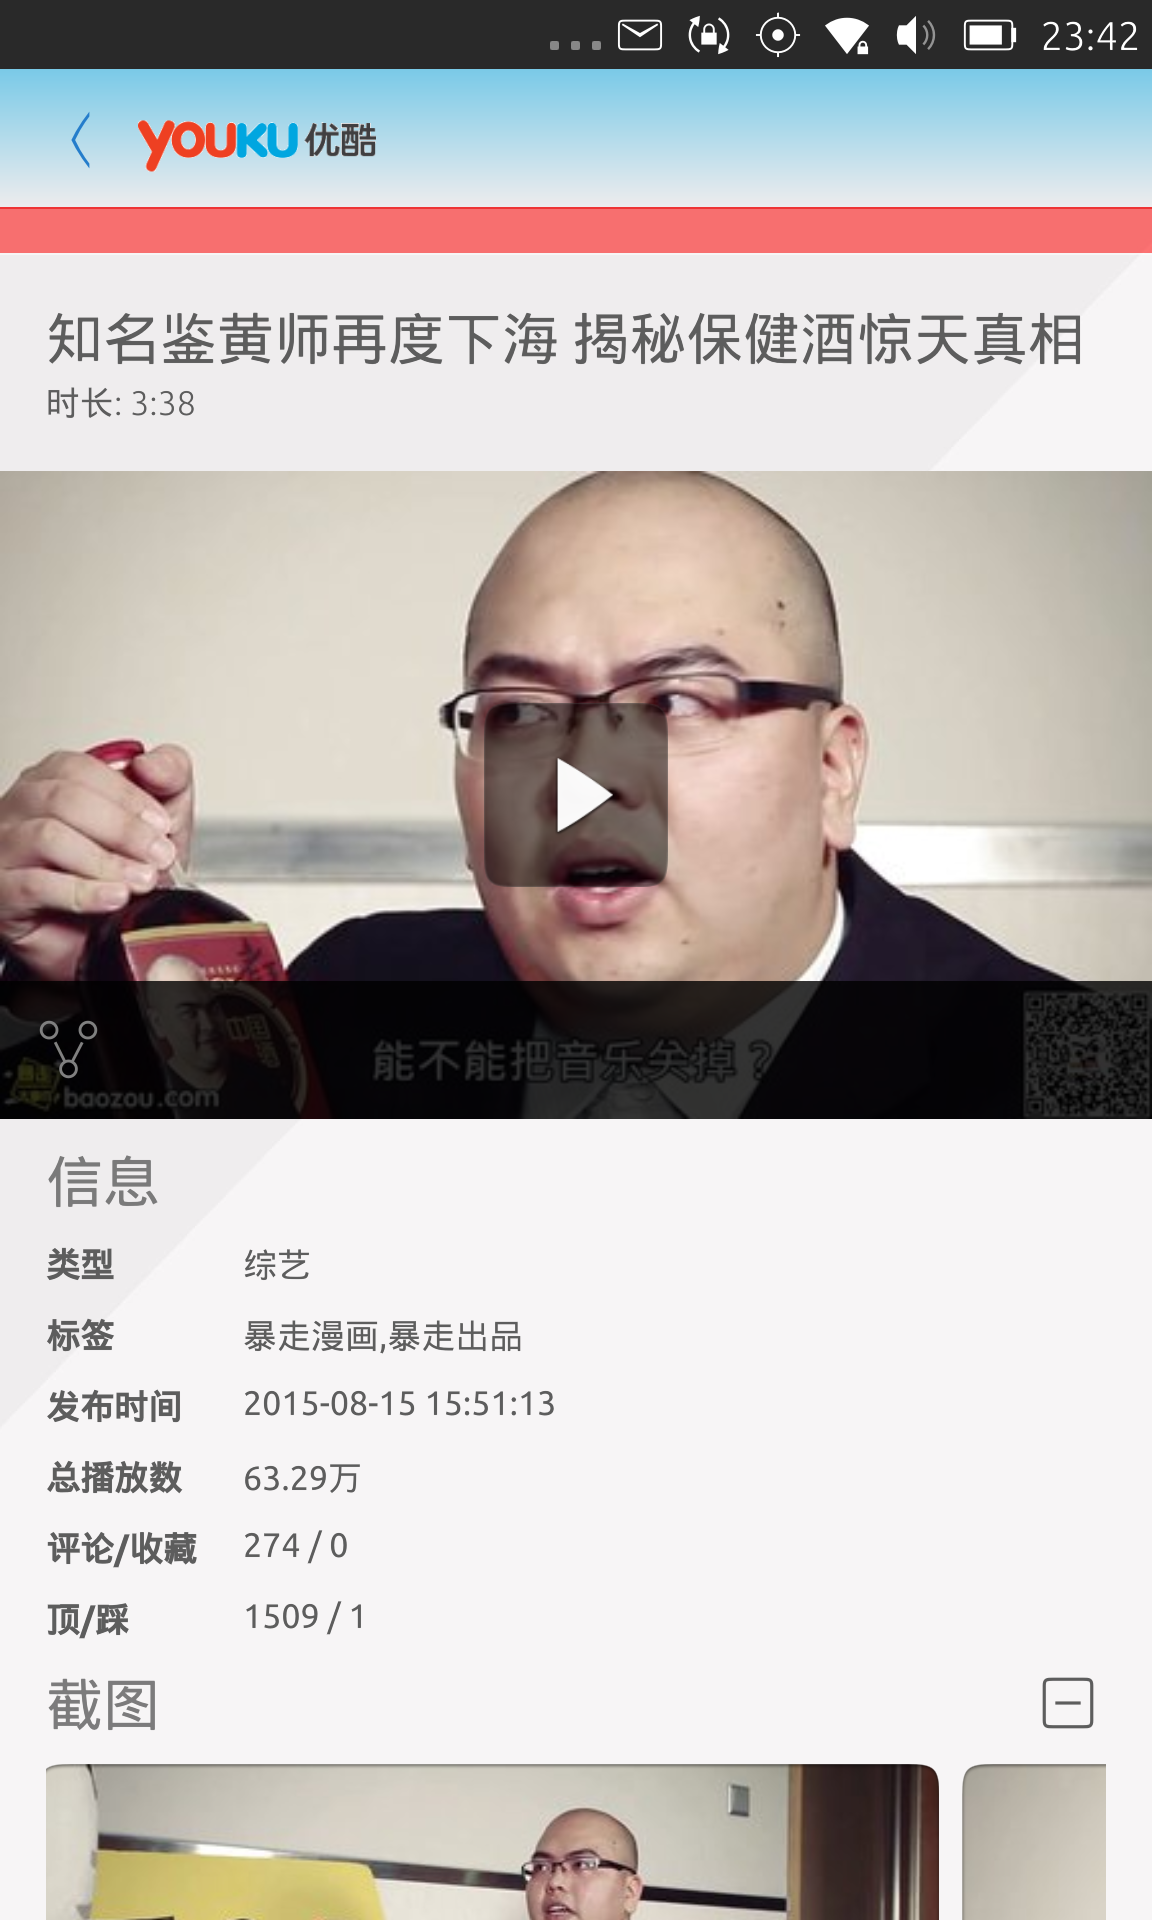 23:42
YOUKU 优酷
知名鉴黄师再度下海 揭秘保健酒惊天真相
时长: 3:38
能不能把音乐关掉？
baozou.com
信息
类型 综艺
标签 暴走漫画,暴走出品
发布时间 2015-08-15 15:51:13
总播放数 63.29万
评论/收藏 274 / 0
顶/踩 1509 / 1
截图